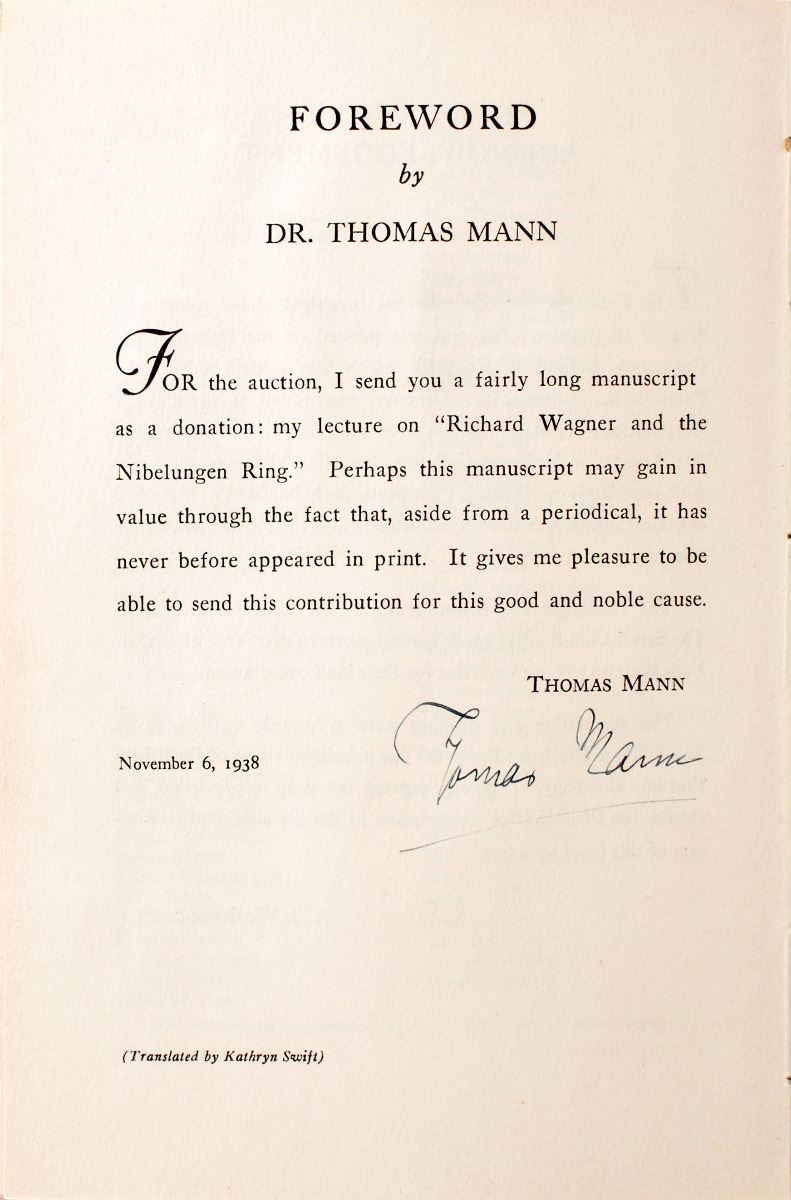 FOREWORD
by
DR. THOMAS MANN
FOR the auction, I send you a fairly long manuscript
as a donation: my lecture on “Richard Wagner and the
Nibelungen Ring.” Perhaps this manuscript may gain in
value through the fact that, aside from a periodical, it has
never before appeared in print. It gives me pleasure to be
able to send this contribution for this good and noble cause.
THOMAS MANN
Thomas Mann
November 6, 1938
(Translated by Kathryn Swift)